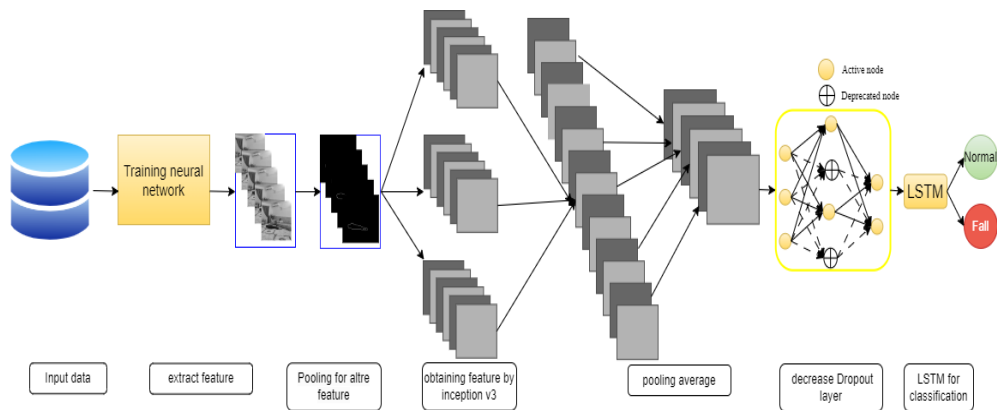 Active node
Deprecated node
Training neural
network
LSTM
Normal
Fall
Input data
extract feature
Pooling for altre
feature
obtaining feature by
inception v3
pooling average
decrease Dropout
layer
LSTM for
classification